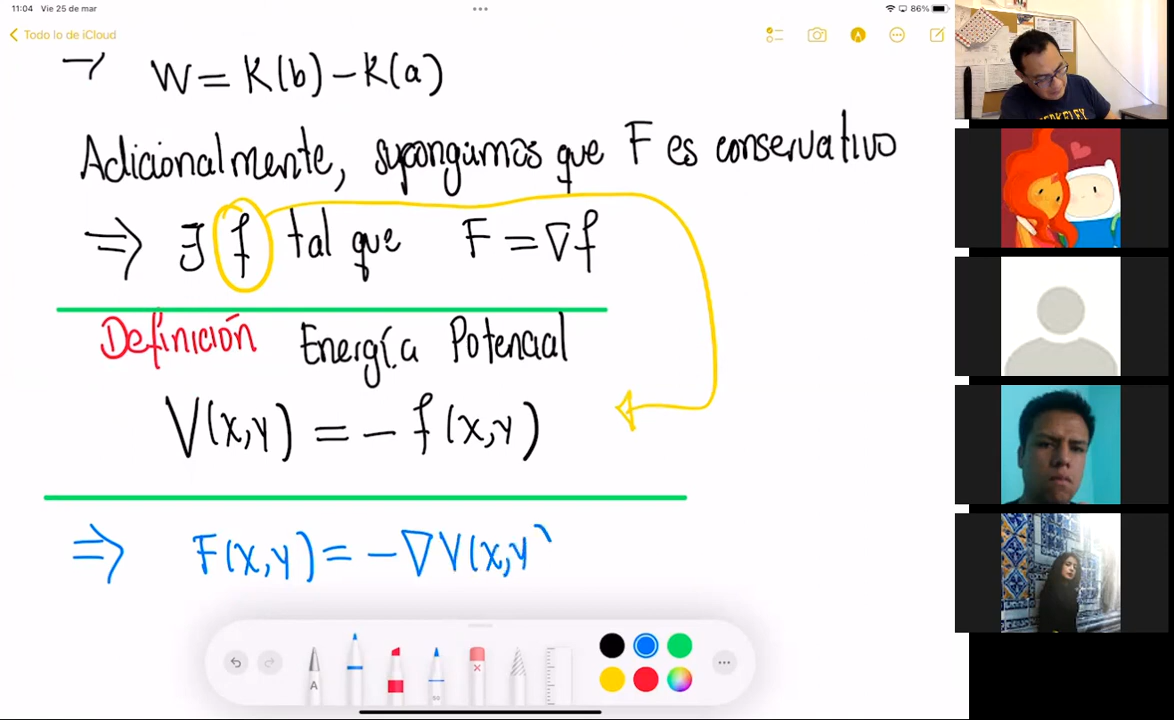 11:04 Vie 25 de mar
86%
Todo lo de iCloud
→ W = K(b) – K(a)
Adicionalmente, supongamos que F es conservativo
⇒ ∃ f tal que F = ∇f
Definición Energía Potencial
V(x,y) = – f(x,y)
⇒ F(x,y) = – ∇V(x,y)
A
BERKELEY